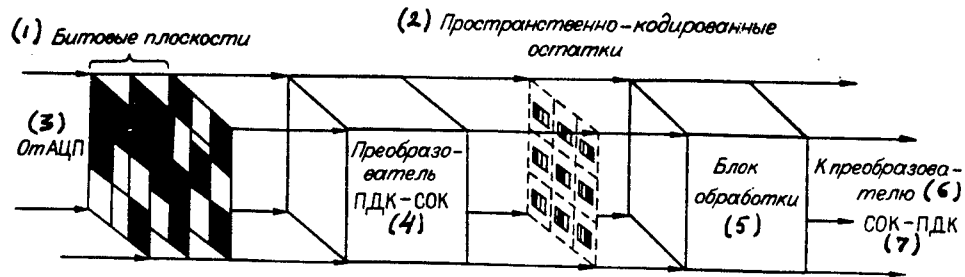 (1) Битовые плоскости
(2) Пространственно-кодированные
остатки
(3)
От АЦП
Преобразо-
ватель
ПДК-СОК
(4)
Блок
обработки
(5)
К преобразова-
телю (6)
СОК-ПДК
(7)